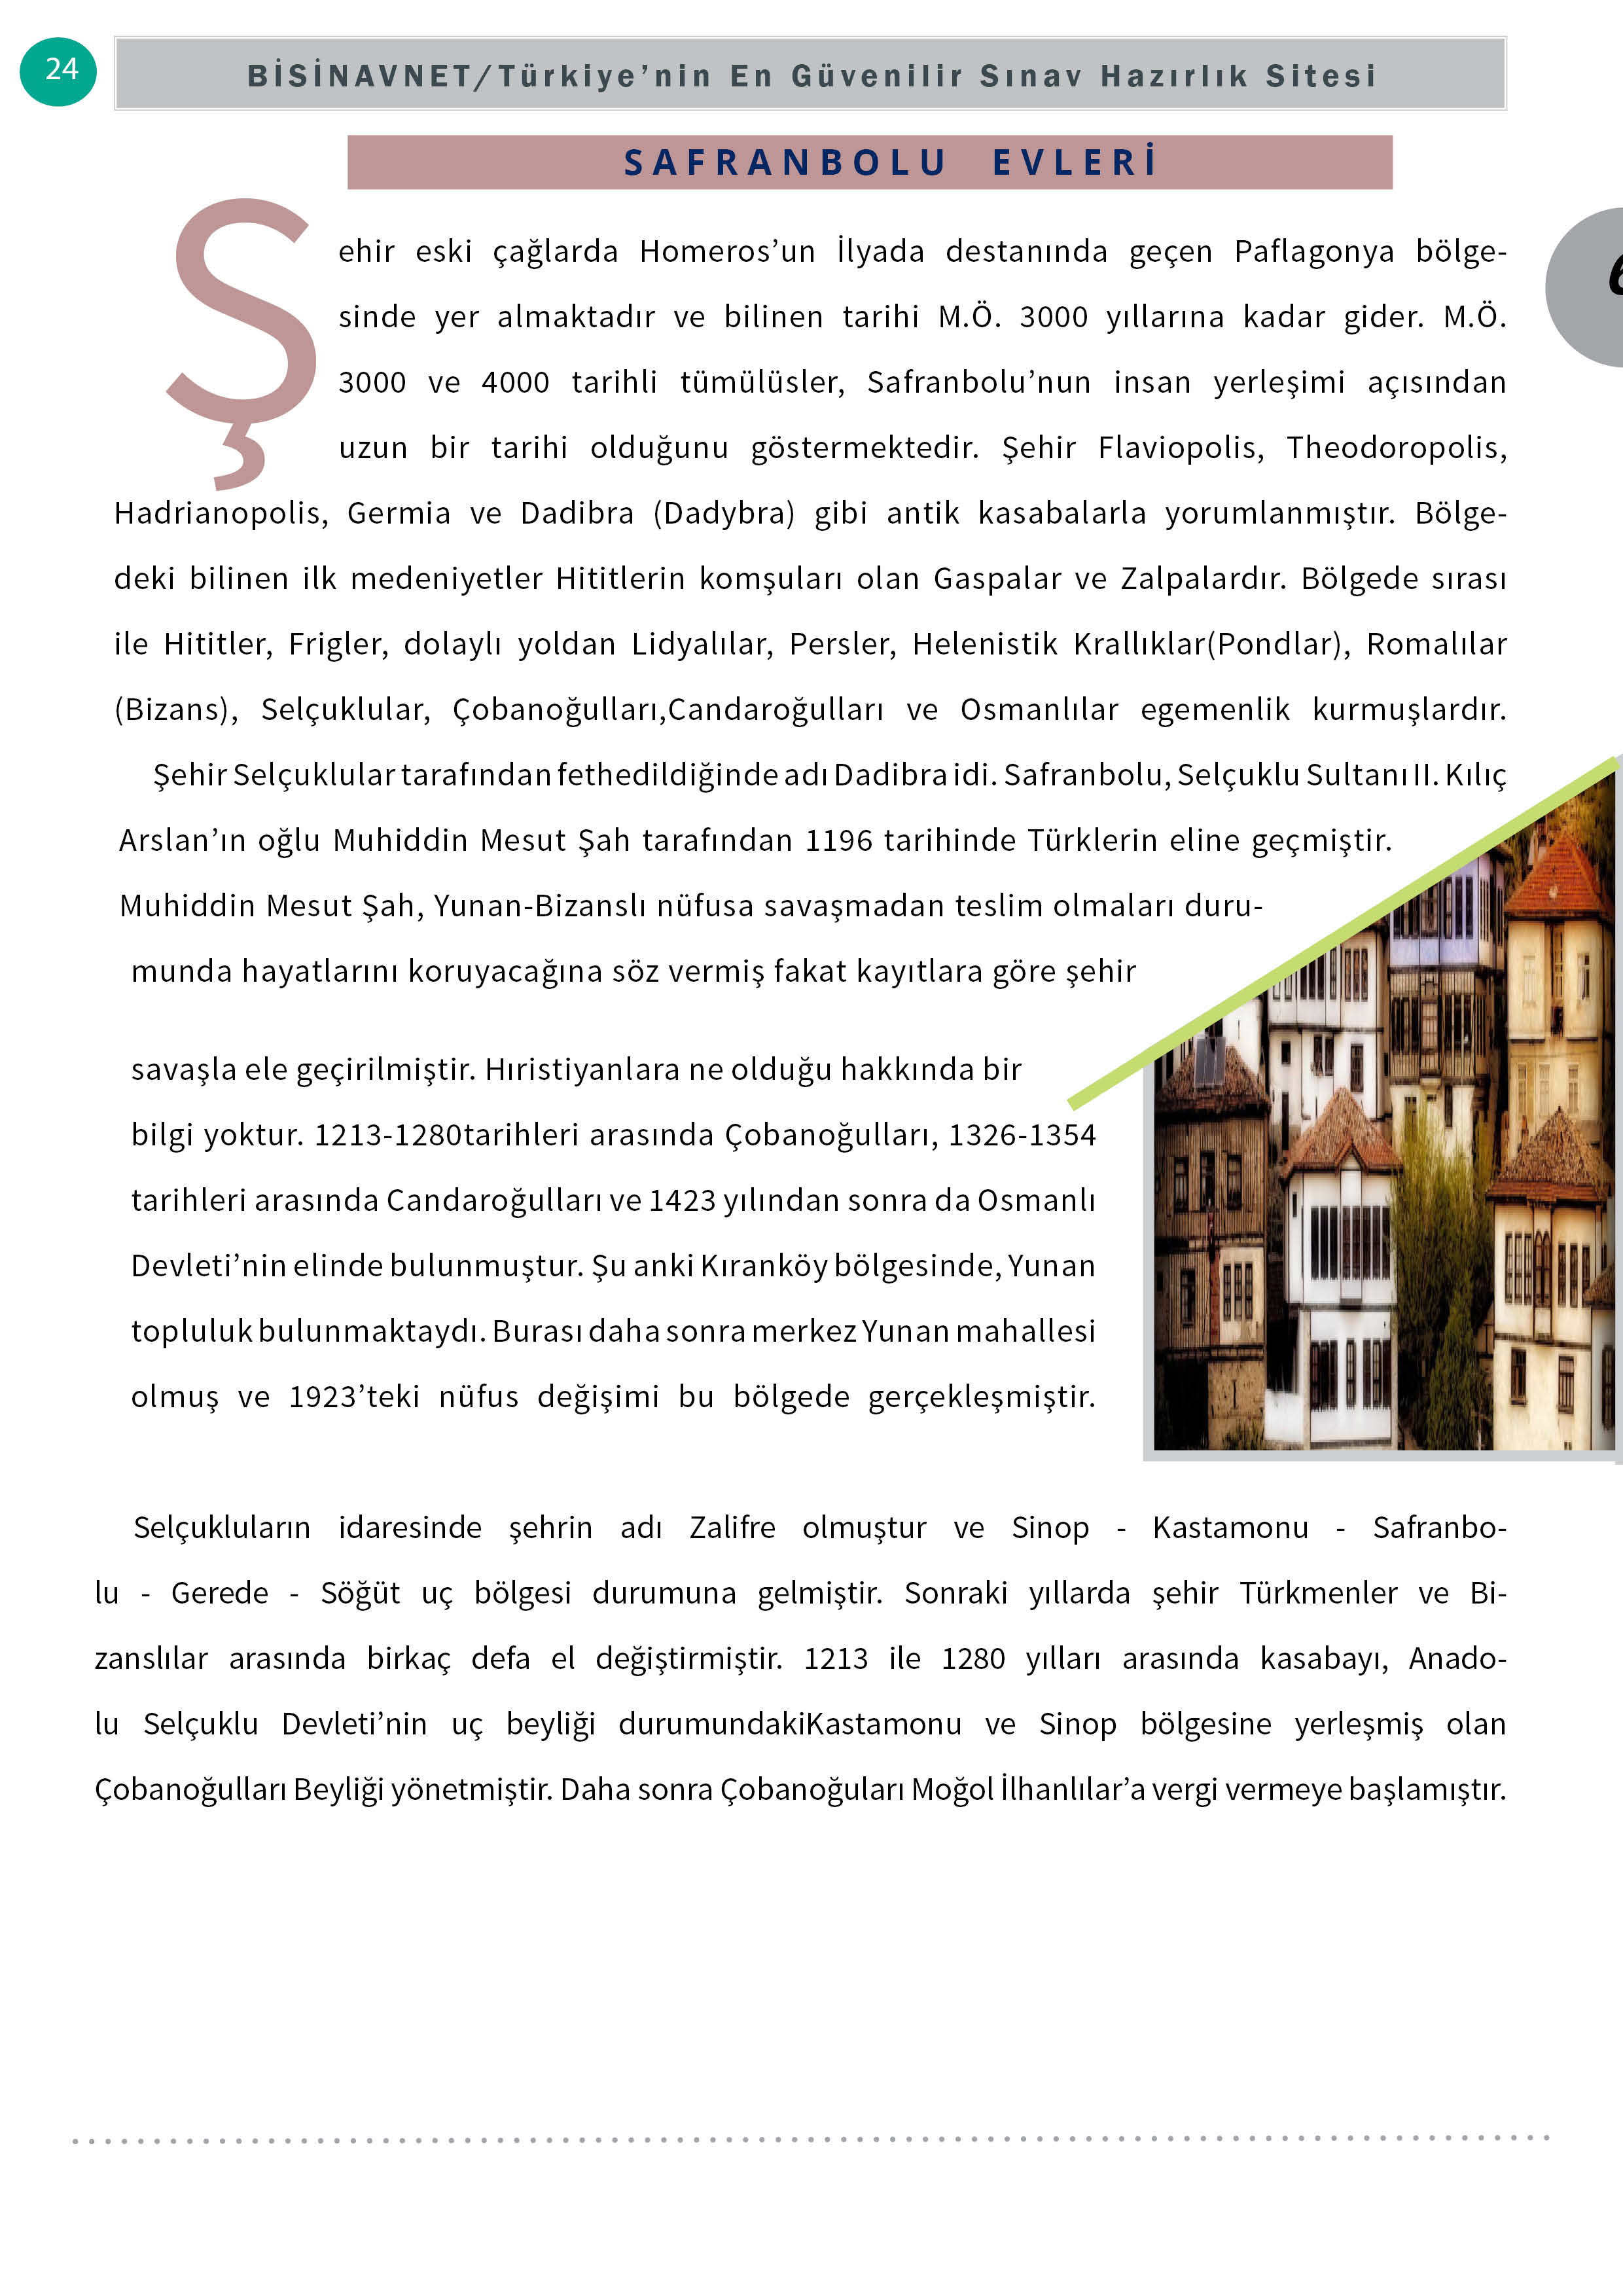 24
BİSİNAVNET/Türkiye’nin En Güvenilir Sınav Hazırlık Sitesi
SAFRANBOLU EVLERİ
Şehir eski çağlarda Homeros’un İlyada destanında geçen Paflagonya bölge-
sinde yer almaktadır ve bilinen tarihi M.Ö. 3000 yıllarına kadar gider. M.Ö.
3000 ve 4000 tarihli tümülüsler, Safranbolu’nun insan yerleşimi açısından
uzun bir tarihi olduğunu göstermektedir. Şehir Flaviopolis, Theodoropolis,
Hadrianopolis, Germia ve Dadibra (Dadybra) gibi antik kasabalarla yorumlanmıştır. Bölge-
deki bilinen ilk medeniyetler Hititlerin komşuları olan Gaspalar ve Zalpalardır. Bölgede sırası
ile Hititler, Frigler, dolaylı yoldan Lidyalılar, Persler, Helenistik Krallıklar(Pondlar), Romalılar
(Bizans), Selçuklular, Çobanoğulları,Candaroğulları ve Osmanlılar egemenlik kurmuşlardır.
Şehir Selçuklular tarafından fethedildiğinde adı Dadibra idi. Safranbolu, Selçuklu Sultanı II. Kılıç
Arslan’ın oğlu Muhiddin Mesut Şah tarafından 1196 tarihinde Türklerin eline geçmiştir.
Muhiddin Mesut Şah, Yunan-Bizanslı nüfusa savaşmadan teslim olmaları duru-
munda hayatlarını koruyacağına söz vermiş fakat kayıtlara göre şehir
savaşla ele geçirilmiştir. Hıristiyanlara ne olduğu hakkında bir
bilgi yoktur. 1213-1280tarihleri arasında Çobanoğulları, 1326-1354
tarihleri arasında Candaroğulları ve 1423 yılından sonra da Osmanlı
Devleti’nin elinde bulunmuştur. Şu anki Kıranköy bölgesinde, Yunan
topluluk bulunmaktaydı. Burası daha sonra merkez Yunan mahallesi
olmuş ve 1923’teki nüfus değişimi bu bölgede gerçekleşmiştir.
Selçukluların idaresinde şehrin adı Zalifre olmuştur ve Sinop - Kastamonu - Safranbo-
lu - Gerede - Söğüt uç bölgesi durumuna gelmiştir. Sonraki yıllarda şehir Türkmenler ve Bi-
zanslılar arasında birkaç defa el değiştirmiştir. 1213 ile 1280 yılları arasında kasabayı, Anado-
lu Selçuklu Devleti’nin uç beyliği durumundakiKastamonu ve Sinop bölgesine yerleşmiş olan
Çobanoğulları Beyliği yönetmiştir. Daha sonra Çobanoğuları Moğol İlhanlılar’a vergi vermeye başlamıştır.